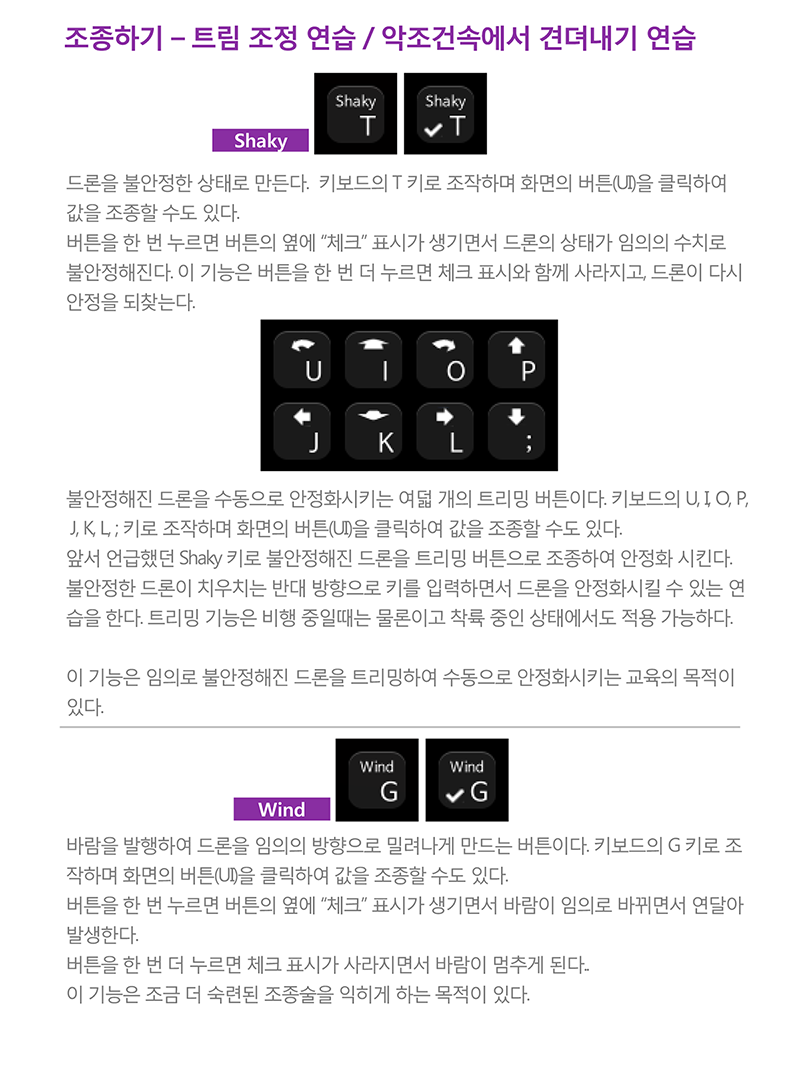 조종하기 – 트림 조정 연습 / 악조건속에서 견뎌내기 연습
Shaky
T
Shaky
T
Shaky
드론을 불안정한 상태로 만든다. 키보드의 T 키로 조작하며 화면의 버튼(UI)을 클릭하여
값을 조종할 수도 있다.
버튼을 한 번 누르면 버튼의 옆에 “체크” 표시가 생기면서 드론의 상태가 임의의 수치로
불안정해진다. 이 기능은 버튼을 한 번 더 누르면 체크 표시와 함께 사라지고, 드론이 다시
안정을 되찾는다.
U I O P
J K L ;
불안정해진 드론을 수동으로 안정화시키는 여덟 개의 트리밍 버튼이다. 키보드의 U, I, O, P,
J, K, L, ; 키로 조작하며 화면의 버튼(UI)을 클릭하여 값을 조종할 수도 있다.
앞서 언급했던 Shaky 키로 불안정해진 드론을 트리밍 버튼으로 조종하여 안정화 시킨다.
불안정한 드론이 치우치는 반대 방향으로 키를 입력하면서 드론을 안정화시킬 수 있는 연
습을 한다. 트리밍 기능은 비행 중일때는 물론이고 착륙 중인 상태에서도 적용 가능하다.
이 기능은 임의로 불안정해진 드론을 트리밍하여 수동으로 안정화시키는 교육의 목적이
있다.
Wind
G
Wind
G
Wind
바람을 발행하여 드론을 임의의 방향으로 밀려나게 만드는 버튼이다. 키보드의 G 키로 조
작하며 화면의 버튼(UI)을 클릭하여 값을 조종할 수도 있다.
버튼을 한 번 누르면 버튼의 옆에 “체크” 표시가 생기면서 바람이 임의로 바뀌면서 연달아
발생한다.
버튼을 한 번 더 누르면 체크 표시가 사라지면서 바람이 멈추게 된다..
이 기능은 조금 더 숙련된 조종술을 익히게 하는 목적이 있다.